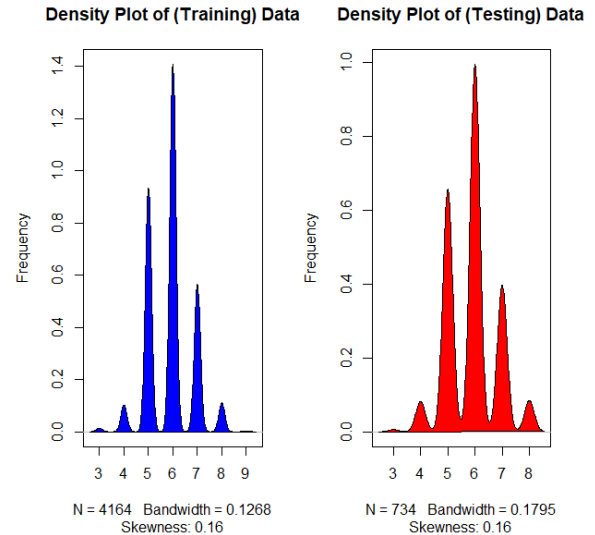 Density Plot of (Training) Data
Frequency
0.0 0.2 0.4 0.6 0.8 1.0 1.2 1.4
3 4 5 6 7 8 9
N = 4164 Bandwidth = 0.1268
Skewness: 0.16
Density Plot of (Testing) Data
Frequency
0.0 0.2 0.4 0.6 0.8 1.0
3 4 5 6 7 8
N = 734 Bandwidth = 0.1795
Skewness: 0.16